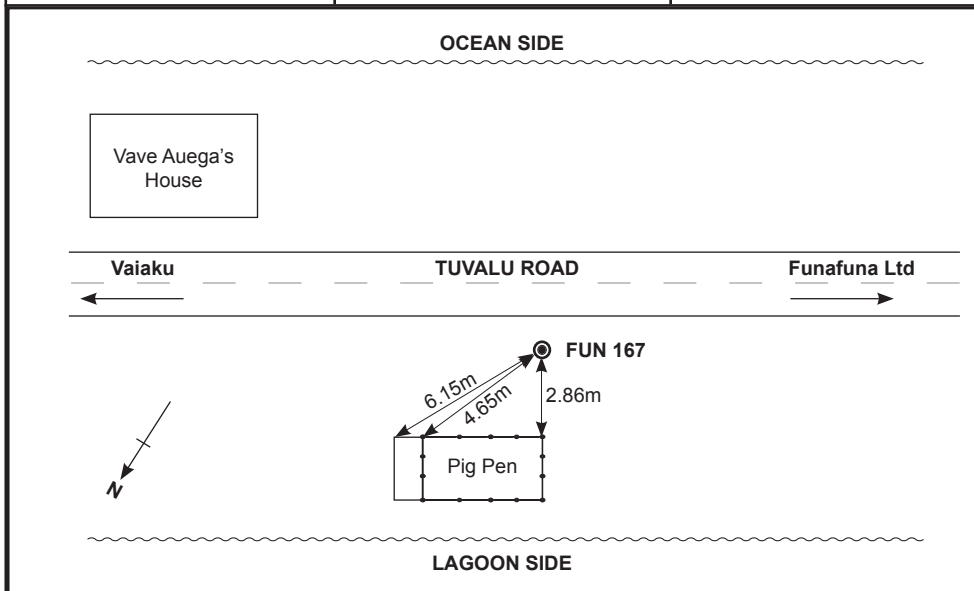 OCEAN SIDE
Vave Auega's
House
Vaiaku
TUVALU ROAD
Funafuna Ltd
FUN 167
6.15m
4.65m
2.86m
Pig Pen
N
LAGOON SIDE